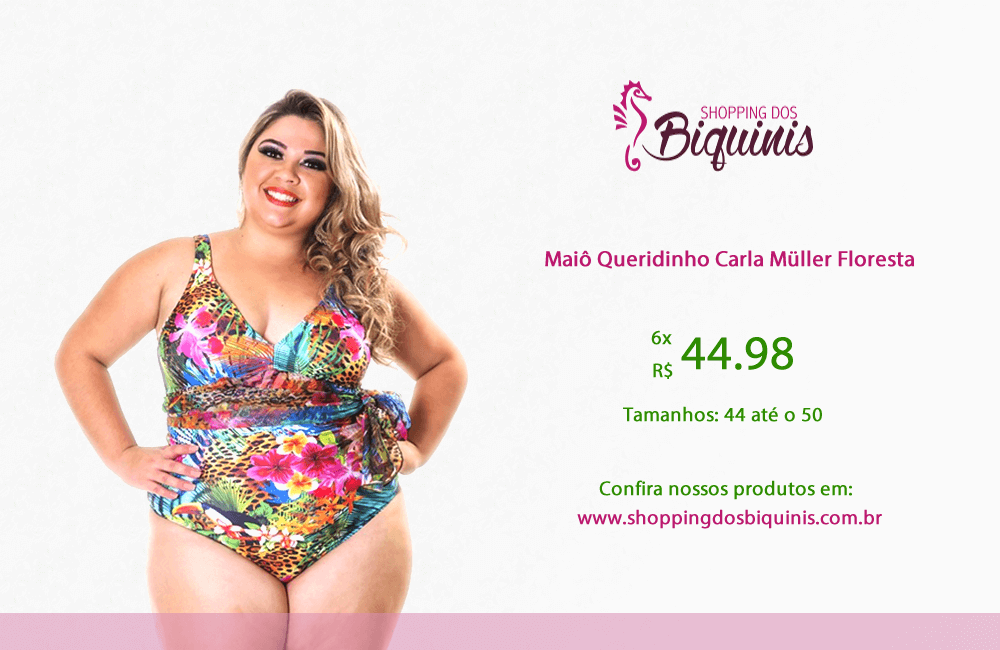 SHOPPING DOS
Biquinis
Maiô Queridinho Carla Müller Floresta
6x
R$ 44.98
Tamanhos: 44 até o 50
Confira nossos produtos em:
www.shoppingdosbiquinis.com.br